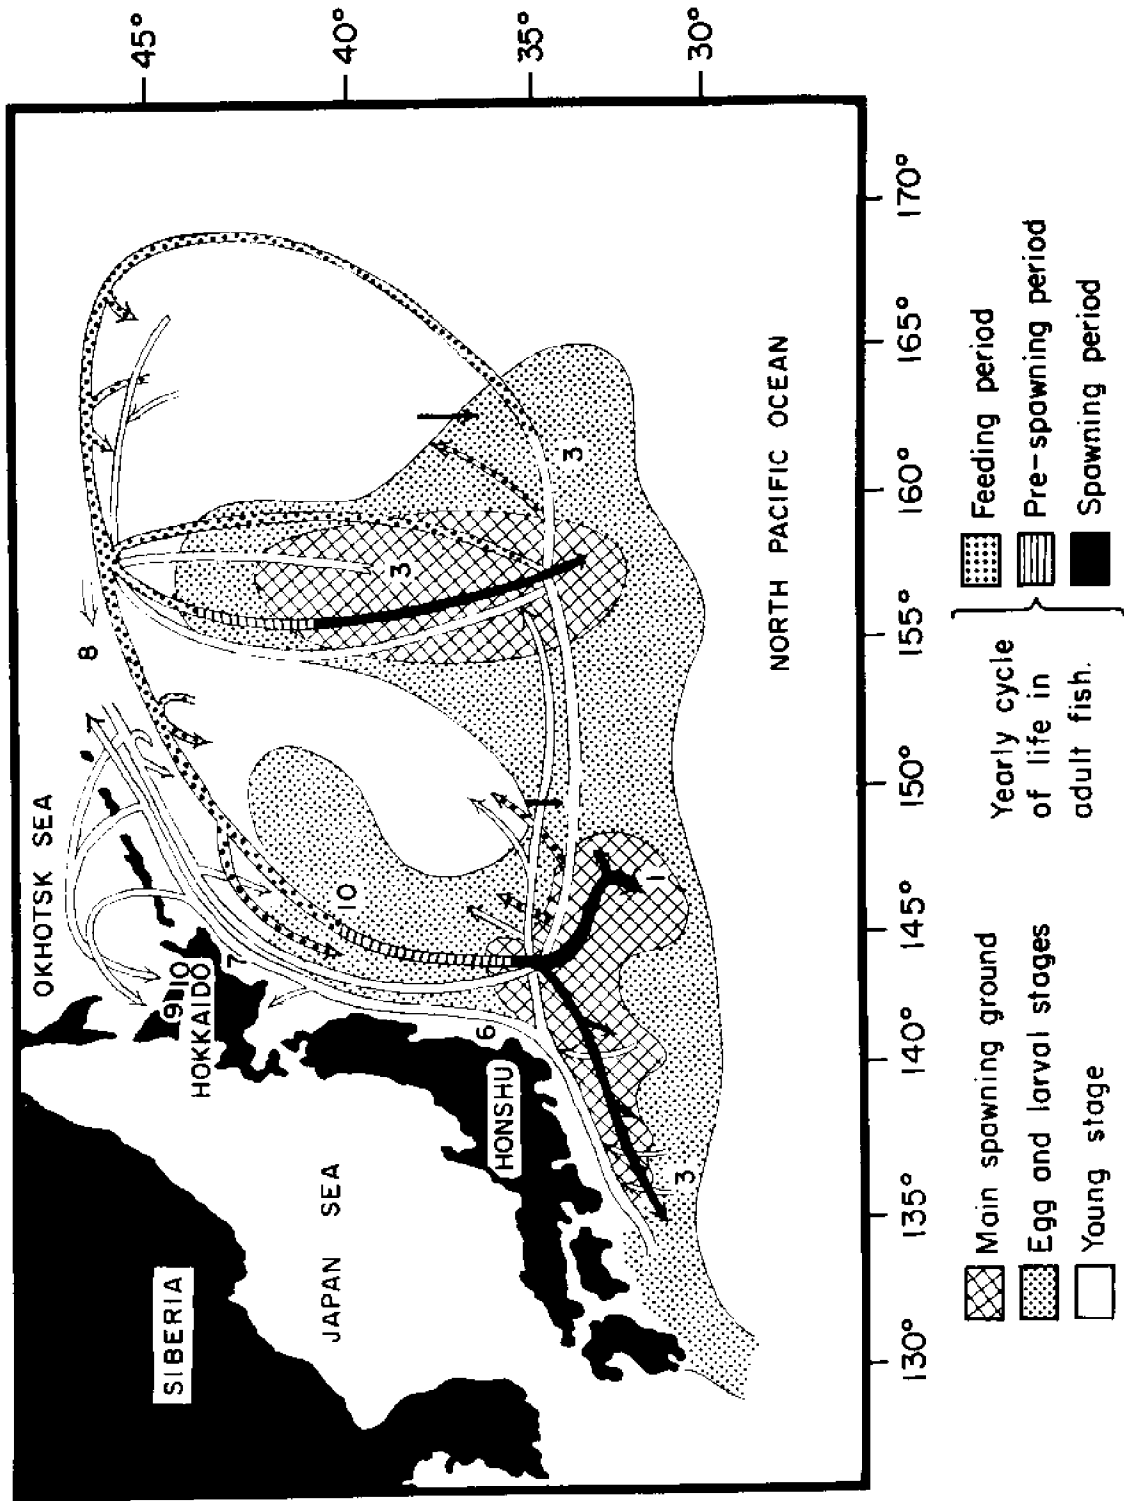 45°
40°
35°
30°
OKHOTSK SEA
SIBERIA
JAPAN SEA
HOKKAIDO
HONSHU
NORTH PACIFIC OCEAN
9
10
7
6
8
10
3
3
3
1
130°
135°
140°
145°
150°
155°
160°
165°
170°
Main spawning ground
Egg and larval stages
Young stage
Yearly cycle
of life in
adult fish.
Feeding period
Pre-spawning period
Spawning period